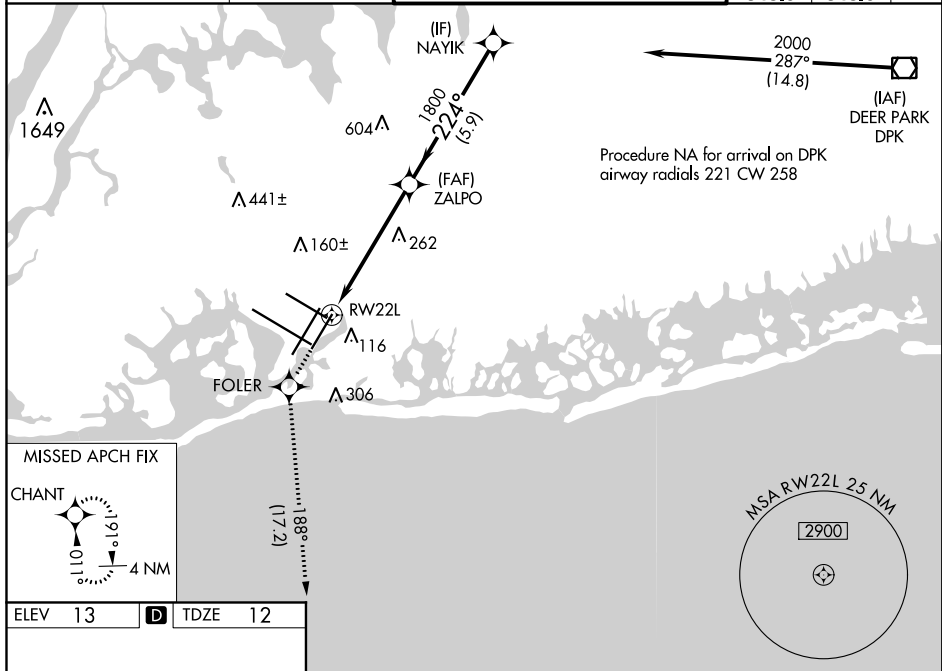 (IF)
NAYIK
2000
287°
(14.8)
(IAF)
DEER PARK
DPK
1649
604
1800
224°
(5.9)
Procedure NA for arrival on DPK
airway radials 221 CW 258
(FAF)
ZALPO
441±
160±
262
RW22L
116
FOLER
306
MISSED APCH FIX
CHANT
191°
011°
4 NM
188°
(17.2)
MSA RW22L 25 NM
2900
ELEV 13 D TDZE 12